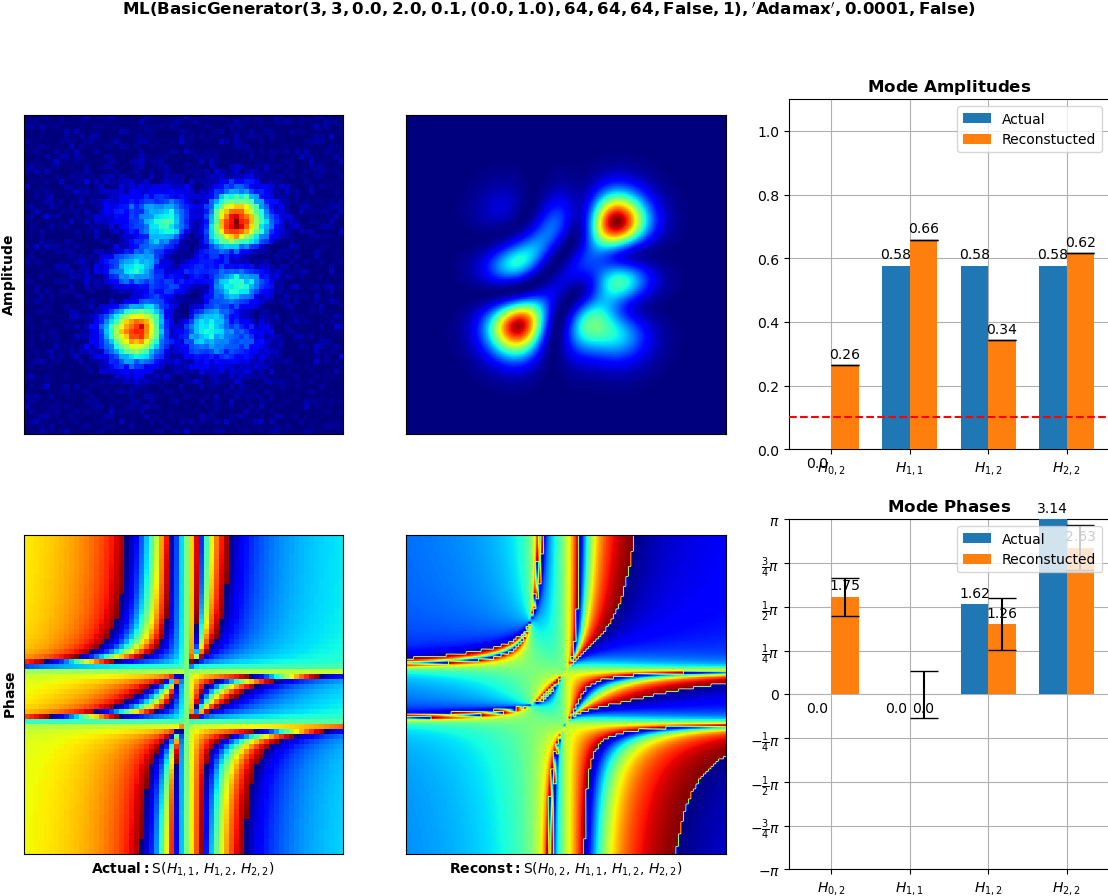 ML(BasicGenerator(3, 3, 0.0, 2.0, 0.1, (0.0, 1.0), 64, 64, 64, False, 1), 'Adamax', 0.0001, False)
Amplitude
Mode Amplitudes
Actual
Reconstucted
1.0
0.8
0.6
0.4
0.2
0.0
0.0
0.26
0.58
0.66
0.58
0.34
0.58
0.62
H0,2
H1,1
H1,2
H2,2
Phase
Actual: S(H1,1, H1,2, H2,2)
Reconst: S(H0,2, H1,1, H1,2, H2,2)
Mode Phases
Actual
Reconstucted
π
3/4π
1/2π
1/4π
0
−1/4π
−1/2π
−3/4π
−π
0.0
1.75
0.0
0.0
1.62
1.26
3.14
2.63
H0,2
H1,1
H1,2
H2,2